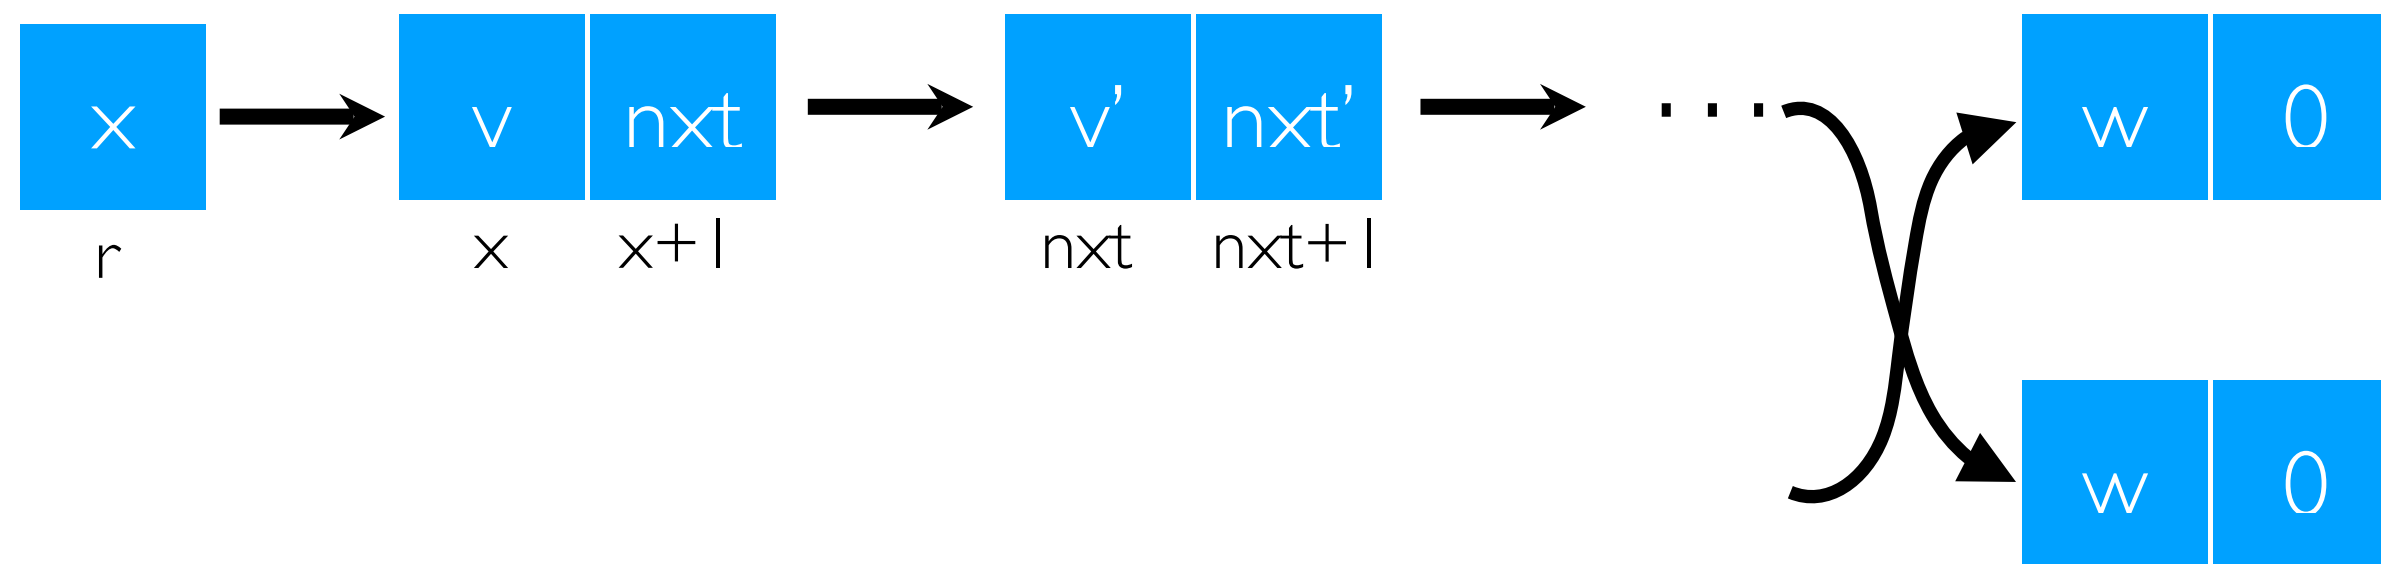 x v nxt v’ nxt’ ... w 0
r x x+1 nxt nxt+1
w 0